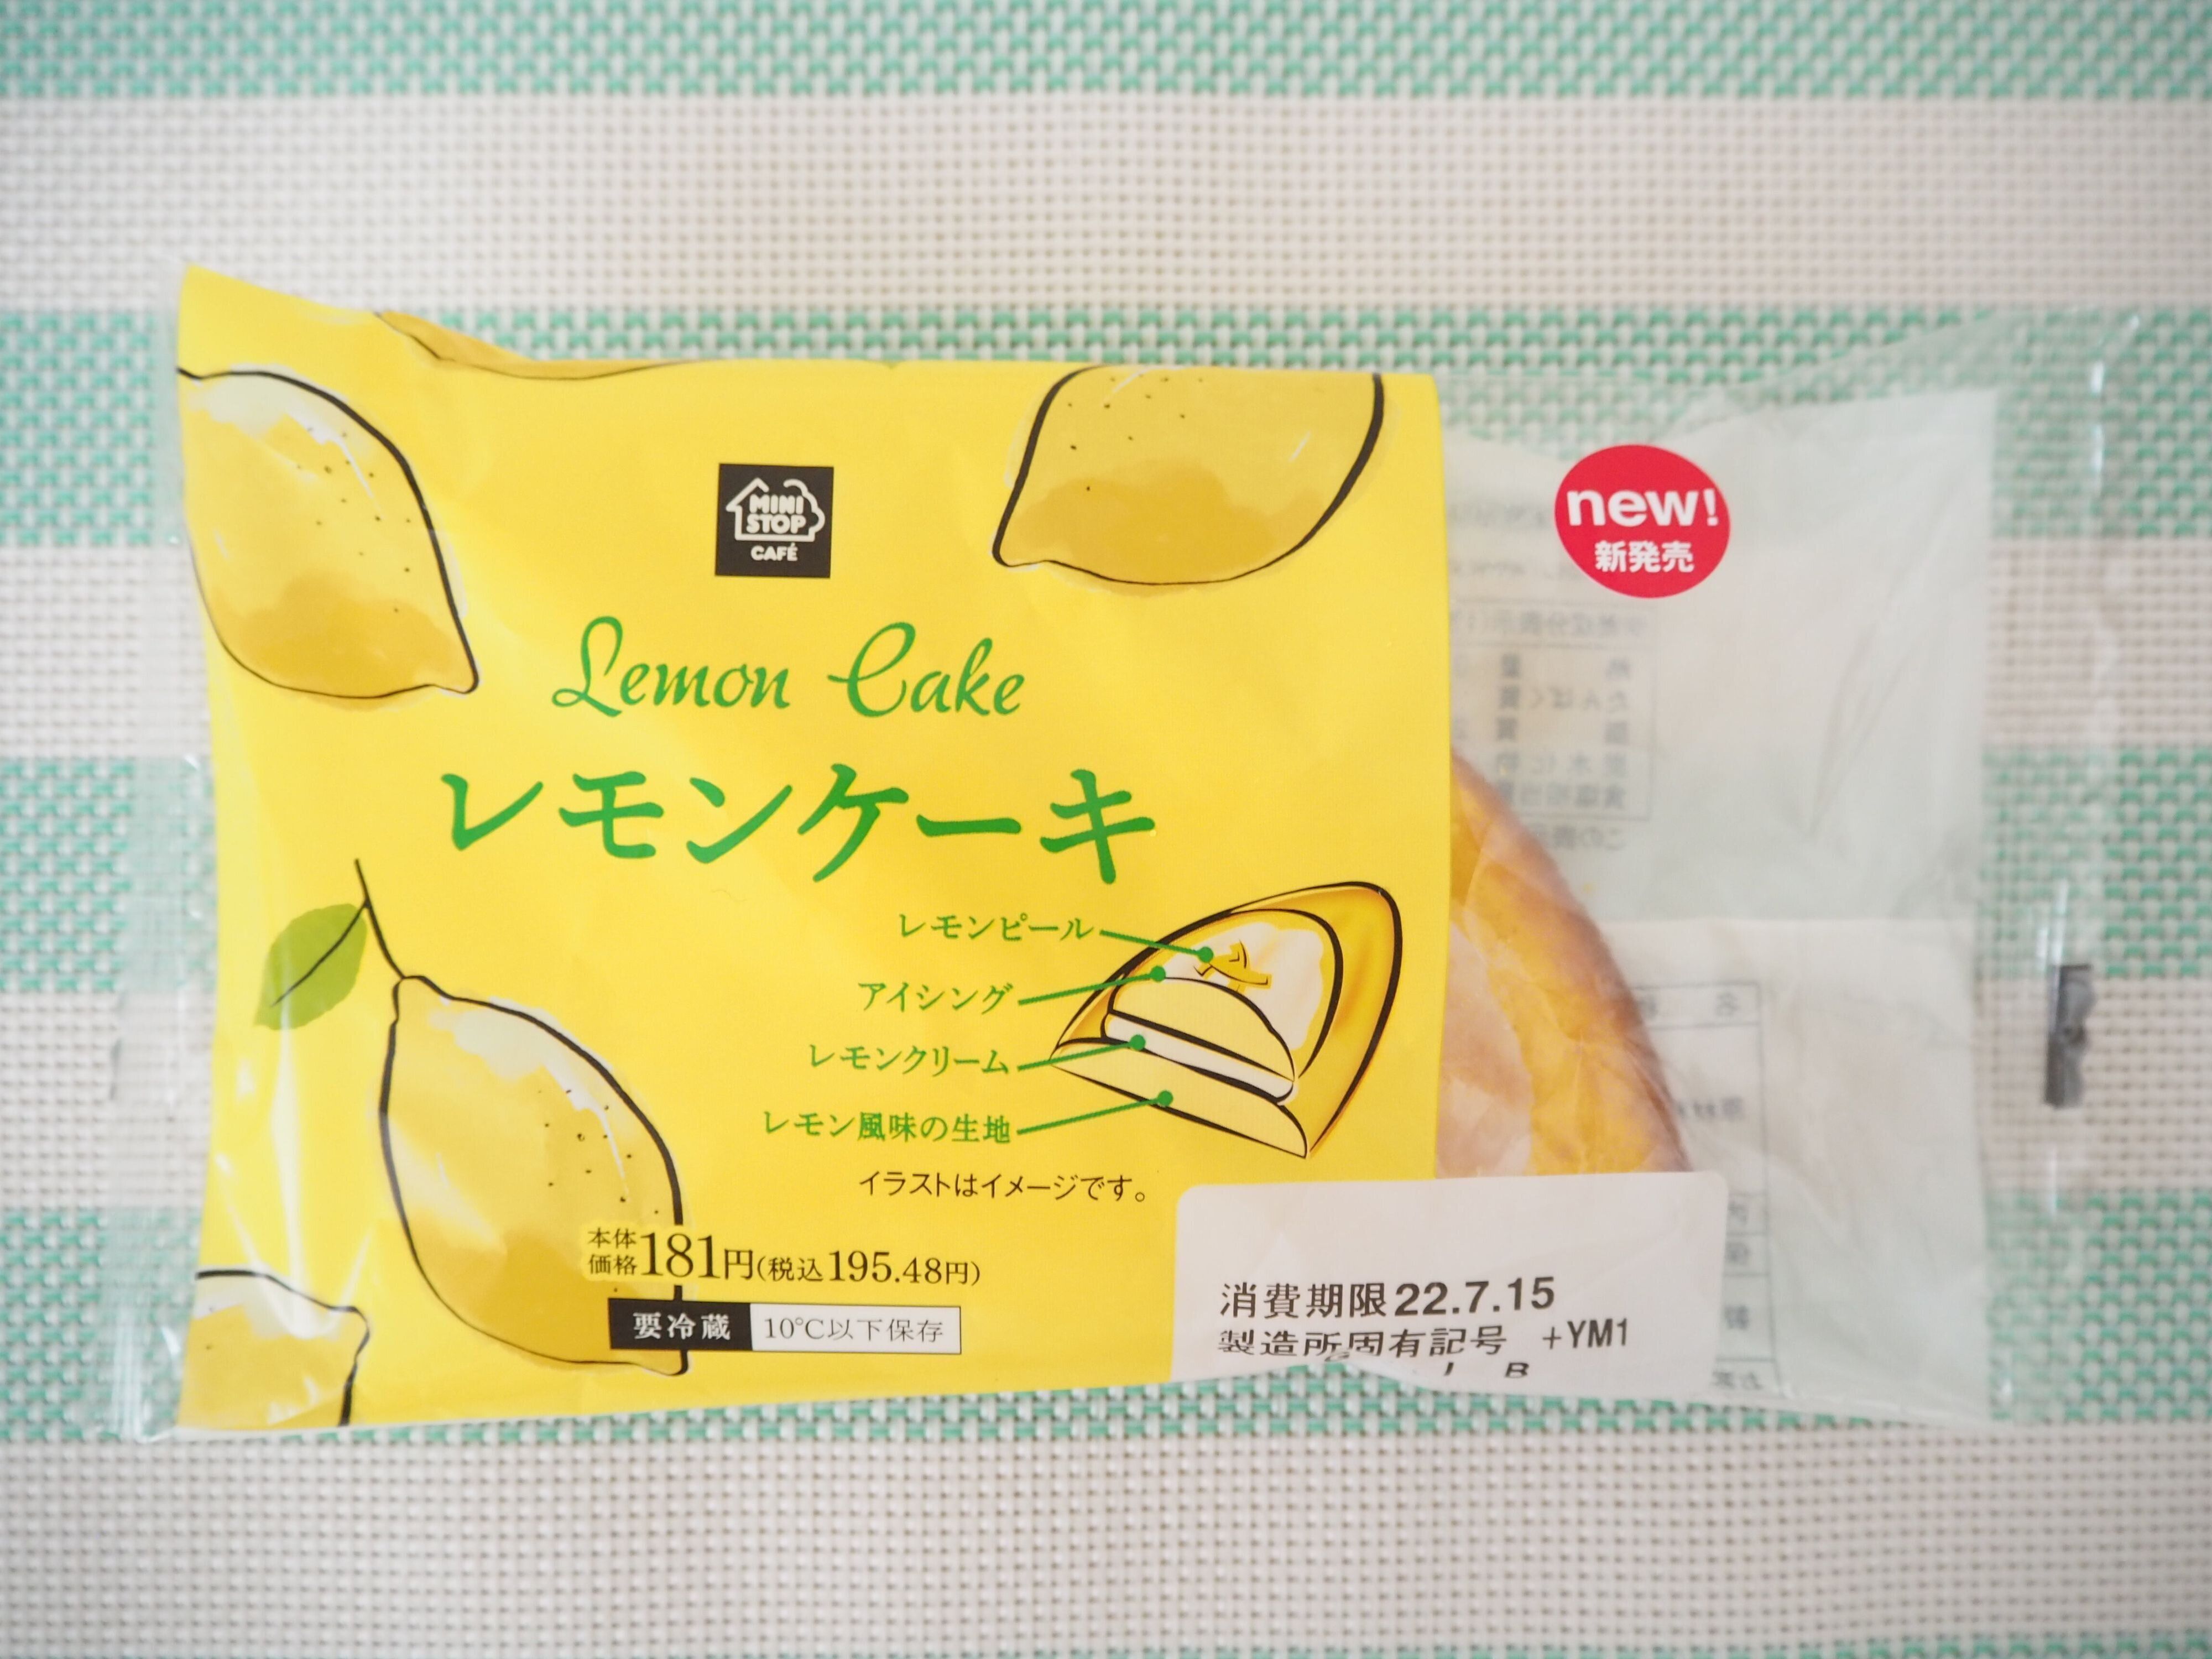 MINI
STOP
CAFÉ
new!
新発売
Lemon Cake
レモンケーキ
レモンピール
アイシング
レモンクリーム
レモン風味の生地
イラストはイメージです。
本体価格181円(税込195.48円)
要冷蔵 10℃以下保存
消費期限22.7.15
製造所固有記号 +YM1